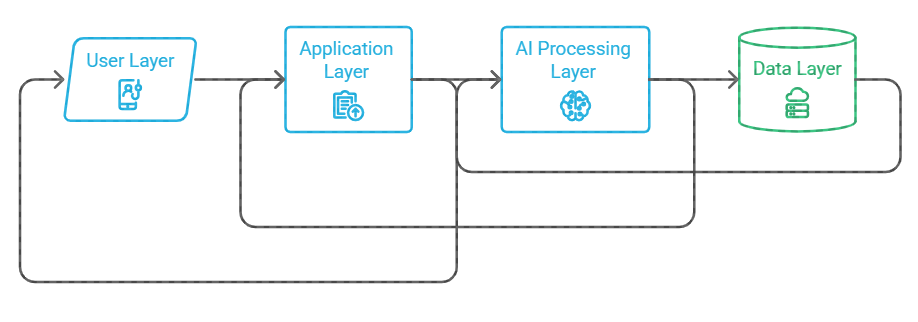 User Layer
Application
Layer
AI Processing
Layer
Data Layer